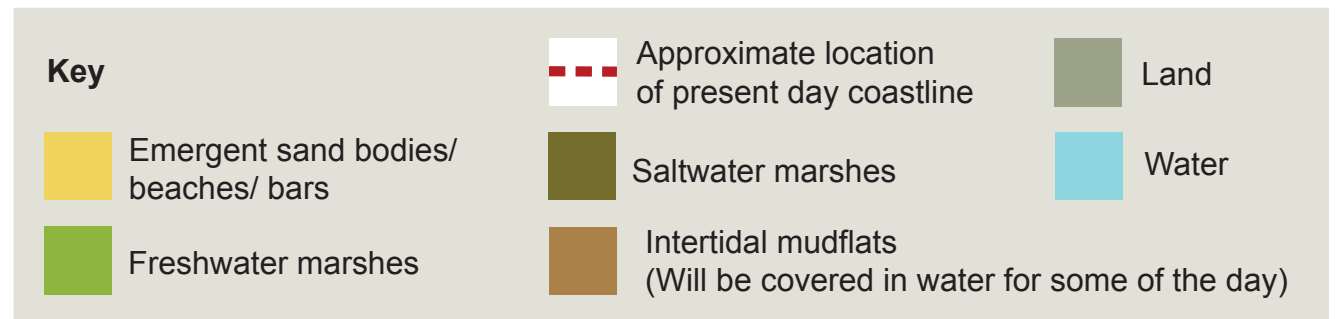 Key
Approximate location
of present day coastline
Land
Emergent sand bodies/
beaches/ bars
Saltwater marshes
Water
Freshwater marshes
Intertidal mudflats
(Will be covered in water for some of the day)